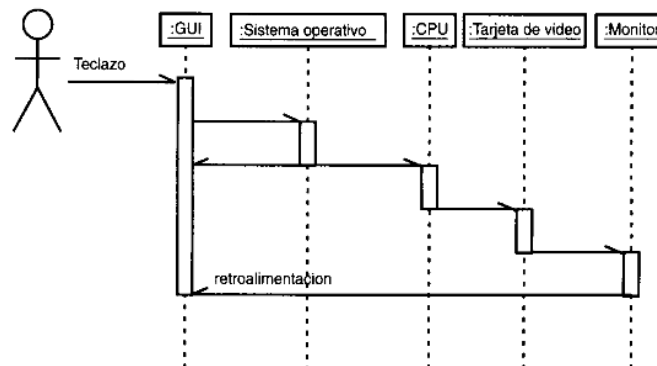 :GUI
:Sistema operativo
:CPU
:Tarjeta de video
:Monitor
Teclazo
retroalimentacion